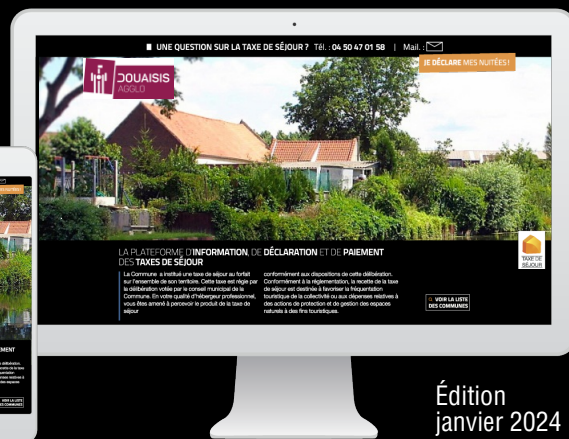 UNE QUESTION SUR LA TAXE DE SÉJOUR ? Tél. : 04 50 47 01 58 | Mail. :
JE DÉCLARE MES NUITÉES !
DOUAISIS
AGGLO
LA PLATEFORME D'INFORMATION, DE DÉCLARATION ET DE PAIEMENT
DES TAXES DE SÉJOUR
La Commune a institué une taxe de séjour au forfait
sur l'ensemble de son territoire. Cette taxe est régie par
la délibération votée par le conseil municipal de la
Commune. En votre qualité d'hébergeur professionnel,
vous êtes amené à percevoir le produit de la taxe de
séjour
conformément aux dispositions de cette délibération.
Conformément à la réglementation, la recette de la taxe
de séjour est destinée à favoriser la fréquentation
touristique de la collectivité ou aux dépenses relatives à
des actions de protection et de gestion des espaces
naturels à des fins touristiques.
TAXE DE
SÉJOUR
VOIR LA LISTE
DES COMMUNES
VOIR LA LISTE
DES COMMUNES
Édition
janvier 2024